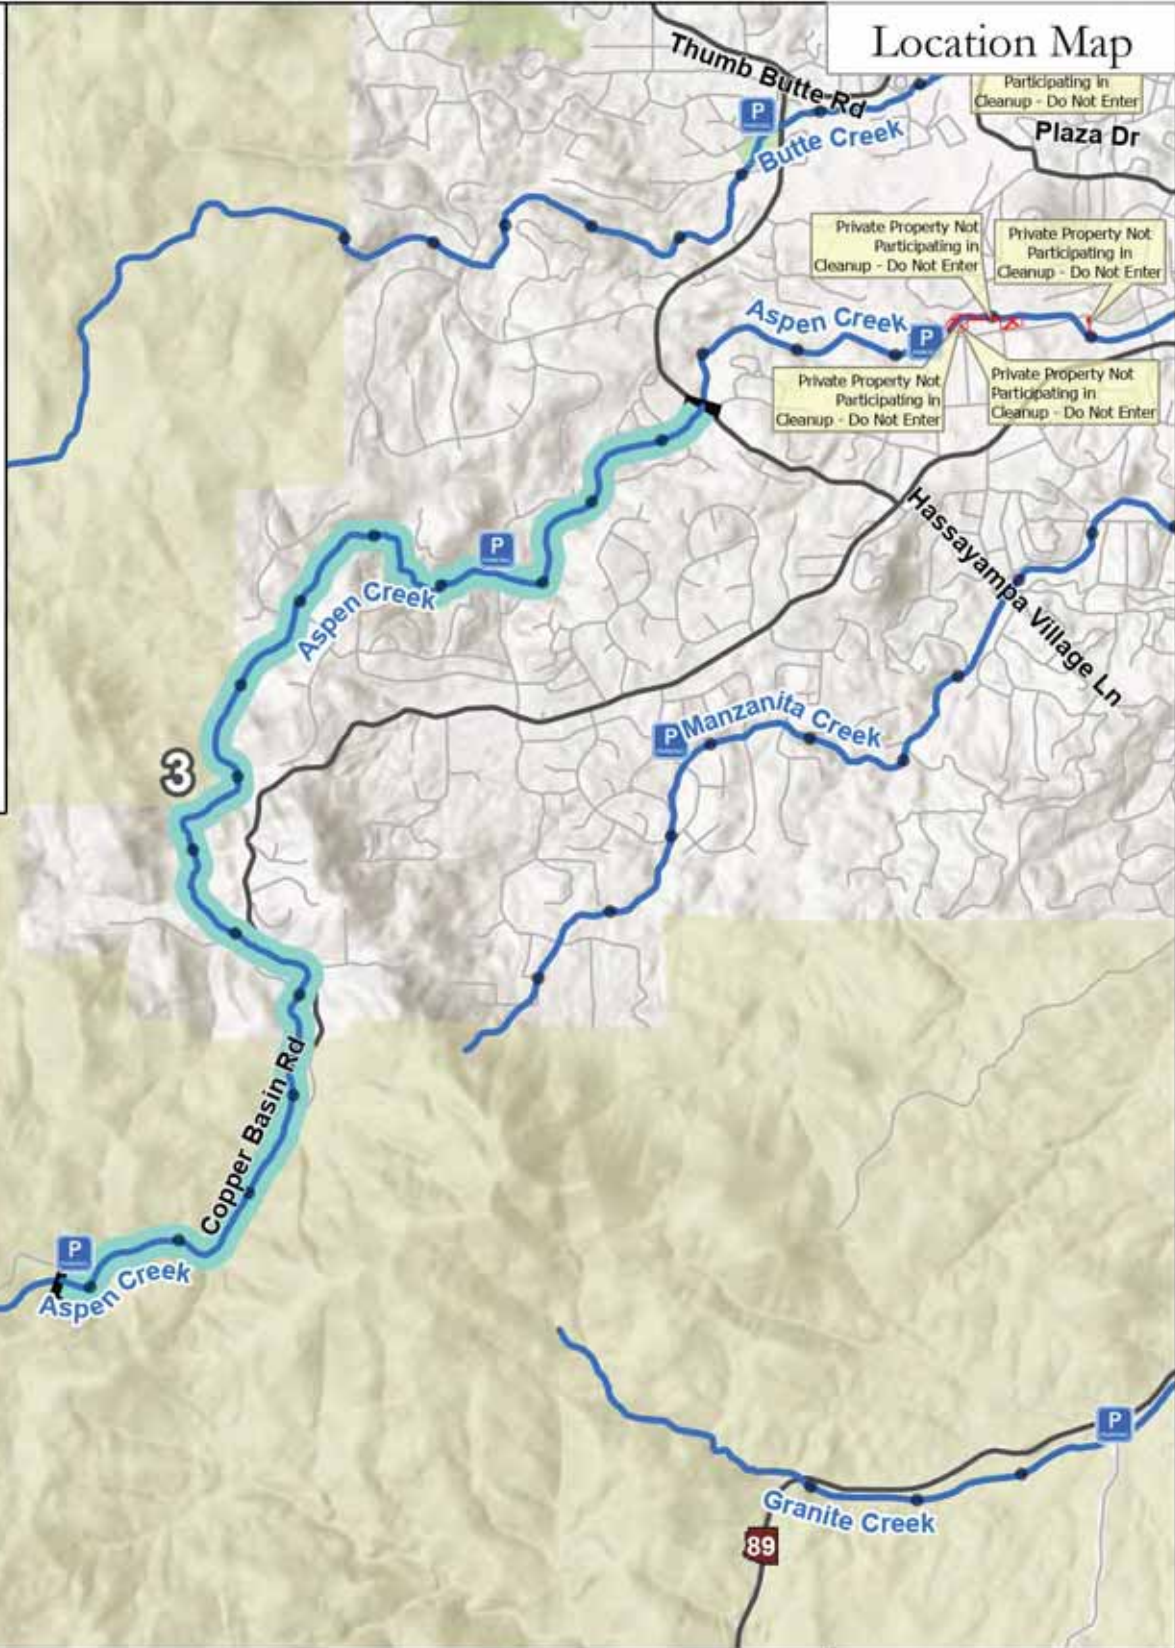 Location Map
Thumb Butte Rd
P
Butte Creek
Participating in
Cleanup - Do Not Enter
Plaza Dr
Private Property Not
Participating in
Cleanup - Do Not Enter
Private Property Not
Participating in
Cleanup - Do Not Enter
Aspen Creek
P
Private Property Not
Participating in
Cleanup - Do Not Enter
Private Property Not
Participating in
Cleanup - Do Not Enter
Hassayampa Village Ln
P
Aspen Creek
P
Manzanita Creek
3
Copper Basin Rd
P
Aspen Creek
P
Granite Creek
89